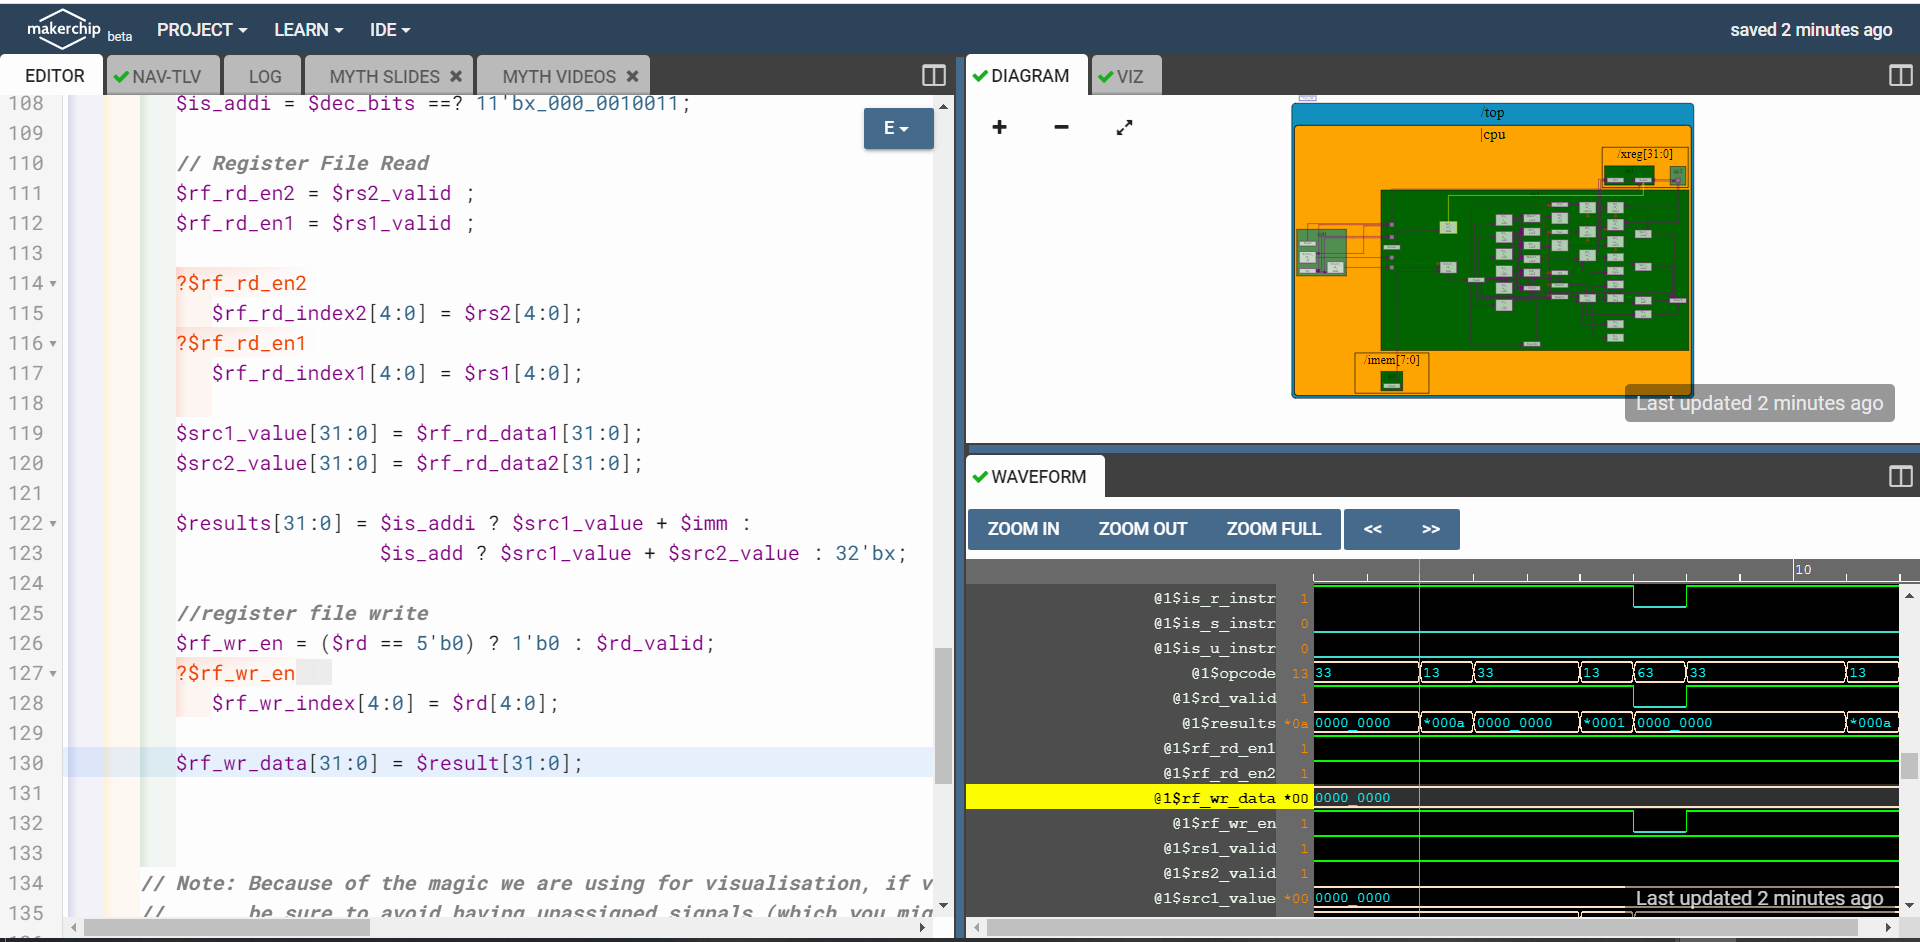 makerchip beta PROJECT LEARN IDE saved 2 minutes ago
EDITOR NAV-TLV LOG MYTH SLIDES MYTH VIDEOS
E
108 $is_addi = $dec_bits ==? 11'bx_000_0010011;
109
110 // Register File Read
111 $rf_rd_en2 = $rs2_valid ;
112 $rf_rd_en1 = $rs1_valid ;
113
114 ?$rf_rd_en2
115 $rf_rd_index2[4:0] = $rs2[4:0];
116 ?$rf_rd_en1
117 $rf_rd_index1[4:0] = $rs1[4:0];
118
119 $src1_value[31:0] = $rf_rd_data1[31:0];
120 $src2_value[31:0] = $rf_rd_data2[31:0];
121
122 $results[31:0] = $is_addi ? $src1_value + $imm :
123 $is_add ? $src1_value + $src2_value : 32'bx;
124
125 //register file write
126 $rf_wr_en = ($rd == 5'b0) ? 1'b0 : $rd_valid;
127 ?$rf_wr_en
128 $rf_wr_index[4:0] = $rd[4:0];
129
130 $rf_wr_data[31:0] = $result[31:0];
131
132
133
134 // Note: Because of the magic we are using for visualisation, if v
135 // be sure to avoid having unassigned signals (which you mig
DIAGRAM VIZ
+ − 
/top
|cpu
/xreg[31:0]
/imem[7:0]
Last updated 2 minutes ago
WAVEFORM
ZOOM IN ZOOM OUT ZOOM FULL << >>
10
@1$is_r_instr 1
@1$is_s_instr 0
@1$is_u_instr 0
@1$opcode 13 33 13 33 13 63 33 13
@1$rd_valid 1
@1$results *0a 0000_0000 *000a 0000_0000 *0001 0000_0000 *000a
@1$rf_rd_en1 1
@1$rf_rd_en2 1
@1$rf_wr_data *00 0000_0000
@1$rf_wr_en 1
@1$rs1_valid 1
@1$rs2_valid 1
@1$src1_value *00 0000_0000
Last updated 2 minutes ago